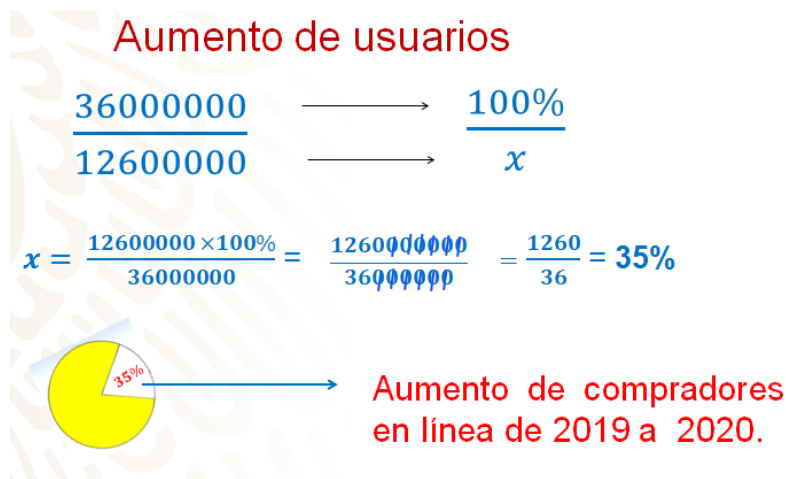 Aumento de usuarios
36000000 ⟶ 100%
12600000 ⟶ x
x = 12600000 ×100% / 36000000 = 1260000000 / 36000000 = 1260 / 36 = 35%
35%
Aumento de compradores
en línea de 2019 a 2020.